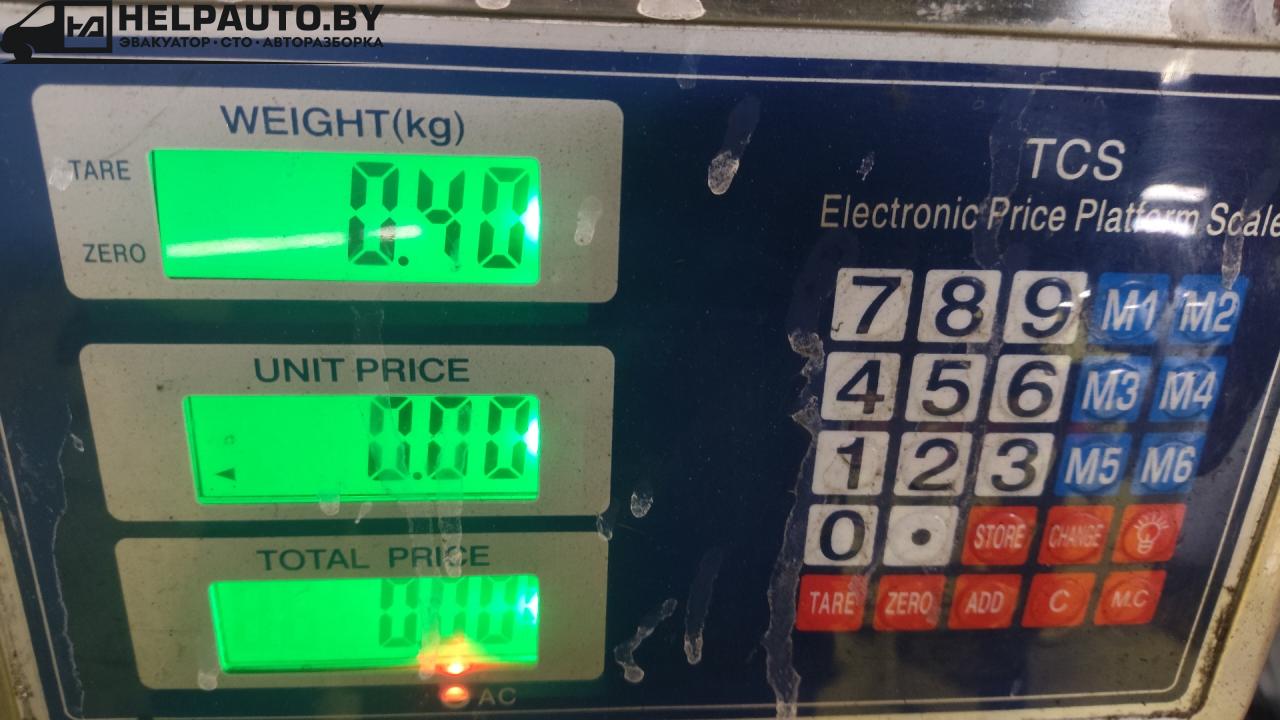 HELPAUTO.BY
ЭВАКУАТОР · СТО · АВТОРАЗБОРКА
WEIGHT(kg)
TARE
0.40
ZERO
UNIT PRICE
0.00
TOTAL PRICE
0.00
AC
TCS
Electronic Price Platform Scale
7 8 9 M1 M2
4 5 6 M3 M4
1 2 3 M5 M6
0 . STORE CHANGE
TARE ZERO ADD C M.C